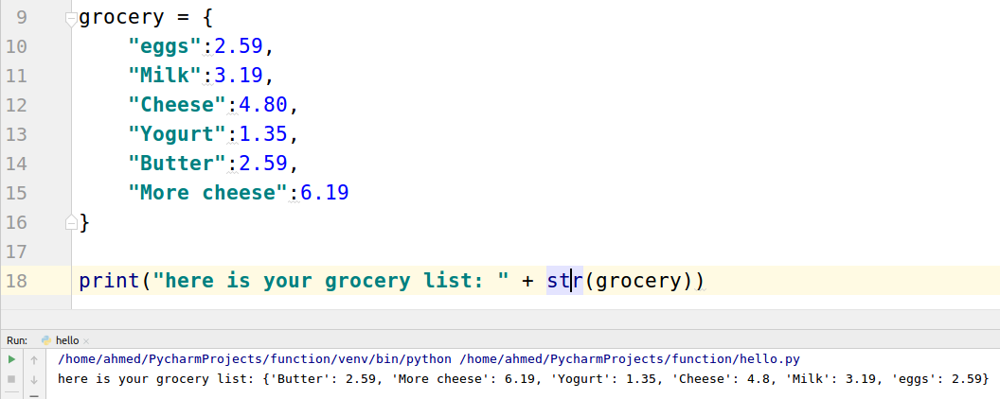 9 grocery = {
10     "eggs":2.59,
11     "Milk":3.19,
12     "Cheese":4.80,
13     "Yogurt":1.35,
14     "Butter":2.59,
15     "More cheese":6.19
16 }
17
18 print("here is your grocery list: " + str(grocery))
Run: hello ×
/home/ahmed/PycharmProjects/function/venv/bin/python /home/ahmed/PycharmProjects/function/hello.py
here is your grocery list: {'Butter': 2.59, 'More cheese': 6.19, 'Yogurt': 1.35, 'Cheese': 4.8, 'Milk': 3.19, 'eggs': 2.59}